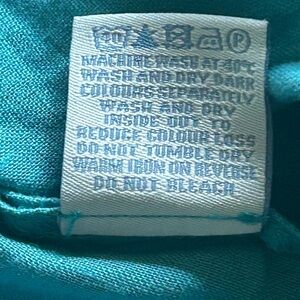 MACHINE WASH AT 40°C
WASH AND DRY DARK
COLOURS SEPARATELY
WASH AND DRY
INSIDE OUT TO
REDUCE COLOUR LOSS
DO NOT TUMBLE DRY
WARM IRON ON REVERSE
DO NOT BLEACH